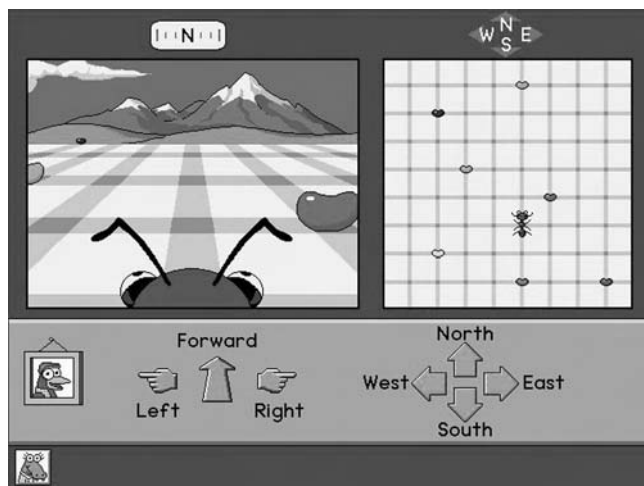 N
N
W E
S
Forward
Left
Right
North
West
East
South